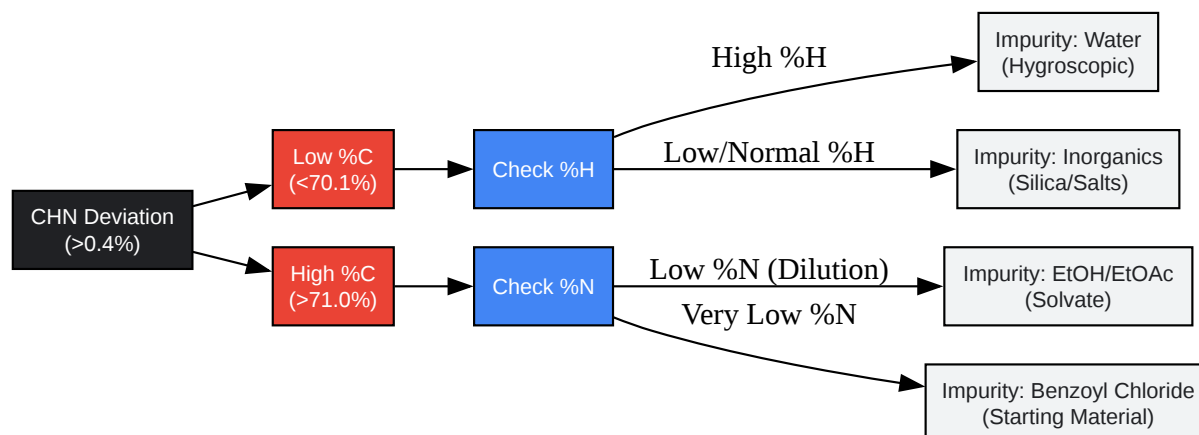 CHN Deviation
(>0.4%)
Low %C
(<70.1%)
Check %H
High %H
Impurity: Water
(Hygroscopic)
Low/Normal %H
Impurity: Inorganics
(Silica/Salts)
High %C
(>71.0%)
Check %N
Low %N (Dilution)
Impurity: EtOH/EtOAc
(Solvate)
Very Low %N
Impurity: Benzoyl Chloride
(Starting Material)